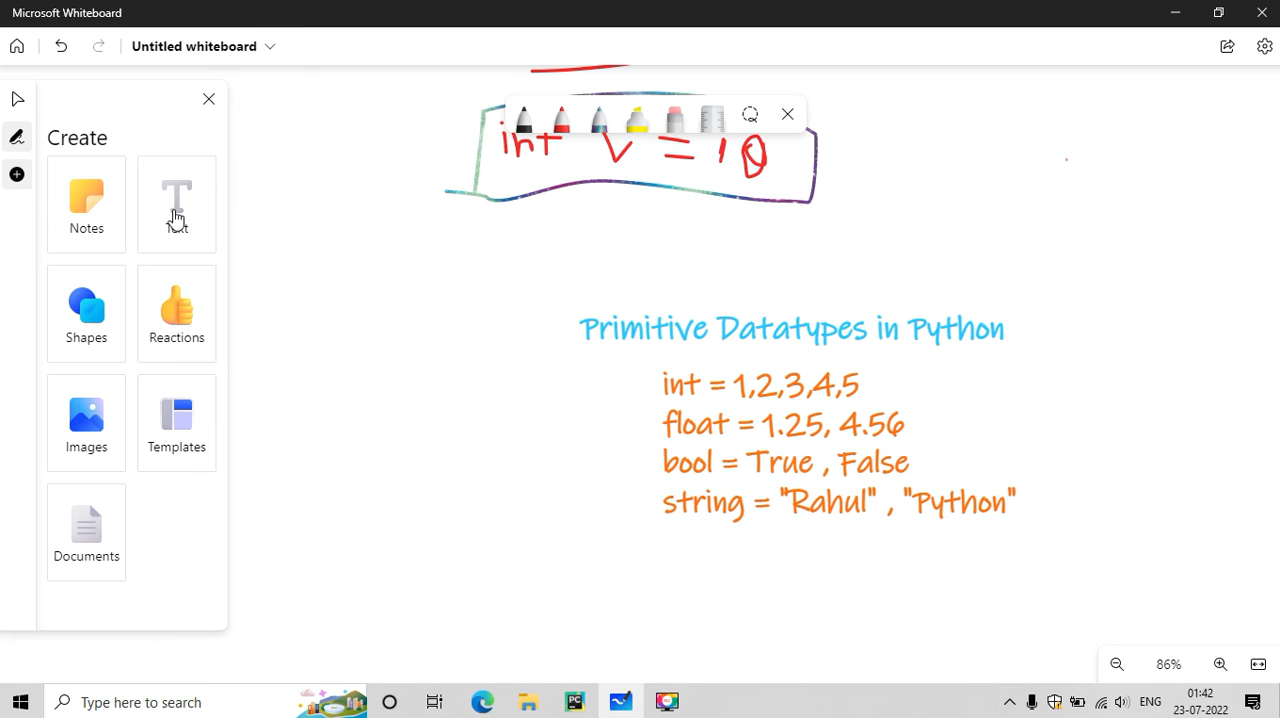 Microsoft Whiteboard
Untitled whiteboard
Create
int V = 10
Notes
Text
Shapes
Reactions
Primitive Datatypes in Python
int = 1,2,3,4,5
float = 1.25, 4.56
bool = True , False
string = "Rahul" , "Python"
Images
Templates
Documents
86%
Type here to search
PC
ENG
01:42
23-07-2022